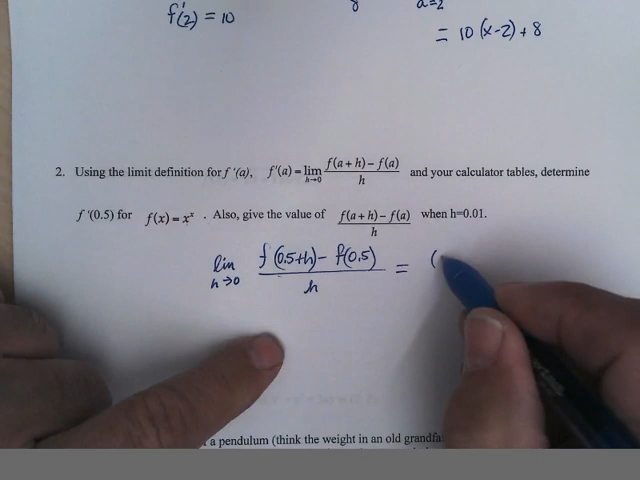 f'(2) = 10
a=2
= 10(x-2)+8
2. Using the limit definition for f '(a), f'(a) = lim h→0 f(a+h)−f(a) / h and your calculator tables, determine
f '(0.5) for f(x) = x^x . Also, give the value of f(a+h)−f(a) / h when h=0.01.
lim h→0 f(0.5+h) - f(0.5) / h = (
a pendulum (think the weight in an old grandfa